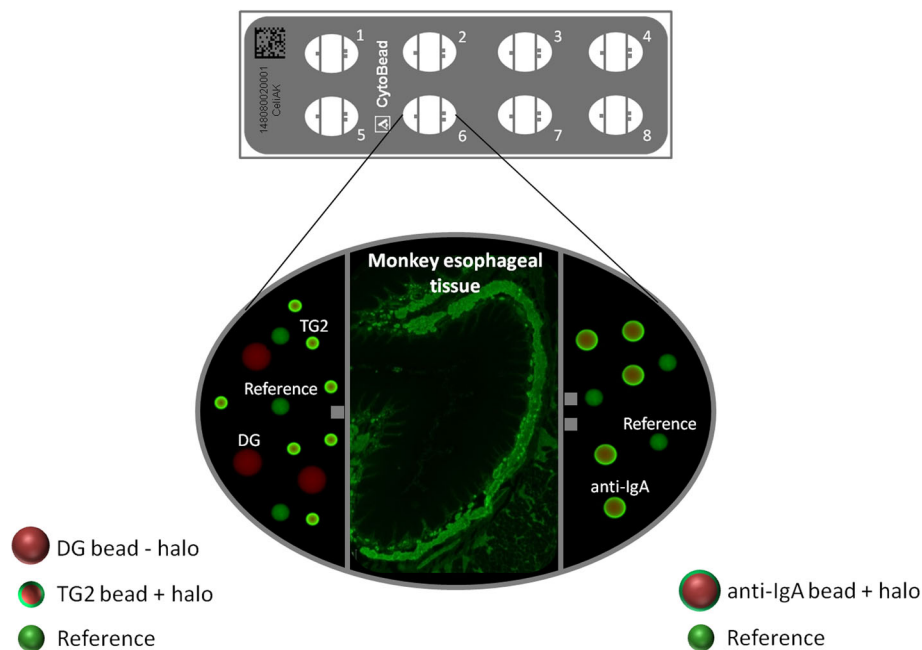 1
2
3
4
148080020001
CeliAK
CytoBead
5
6
7
8
Monkey esophageal
tissue
TG2
Reference
DG
Reference
anti-IgA
DG bead - halo
TG2 bead + halo
Reference
anti-IgA bead + halo
Reference